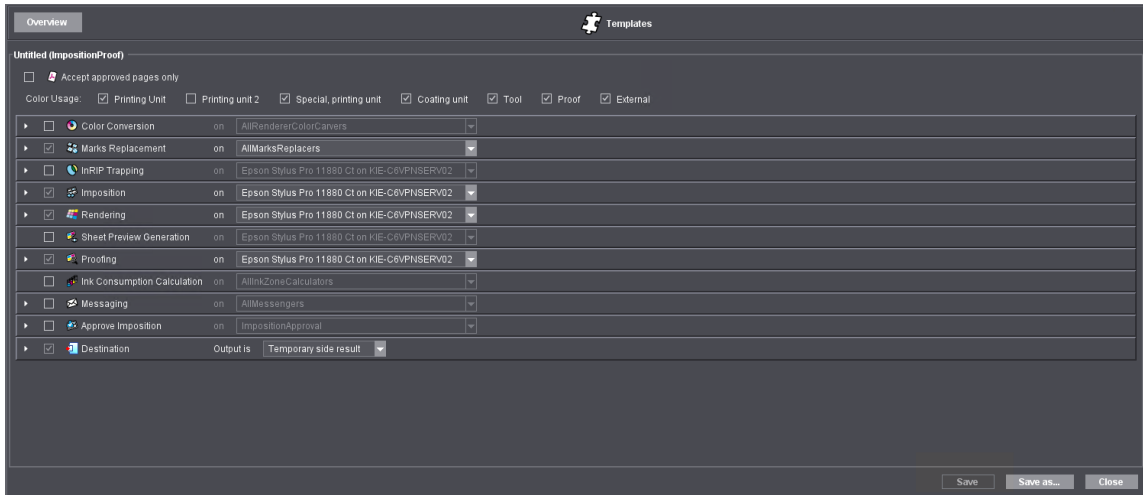 Overview
Templates
Untitled (ImpositionProof)
Accept approved pages only
Color Usage: Printing Unit Printing unit 2 Special, printing unit Coating unit Tool Proof External
Color Conversion on AllRendererColorCarvers
Marks Replacement on AllMarksReplacers
InRIP Trapping on Epson Stylus Pro 11880 Ct on KIE-C6VPNSERV02
Imposition on Epson Stylus Pro 11880 Ct on KIE-C6VPNSERV02
Rendering on Epson Stylus Pro 11880 Ct on KIE-C6VPNSERV02
Sheet Preview Generation on Epson Stylus Pro 11880 Ct on KIE-C6VPNSERV02
Proofing on Epson Stylus Pro 11880 Ct on KIE-C6VPNSERV02
Ink Consumption Calculation on AllInkZoneCalculators
Messaging on AllMessengers
Approve Imposition on ImpositionApproval
Destination Output is Temporary side result
Save Save as... Close